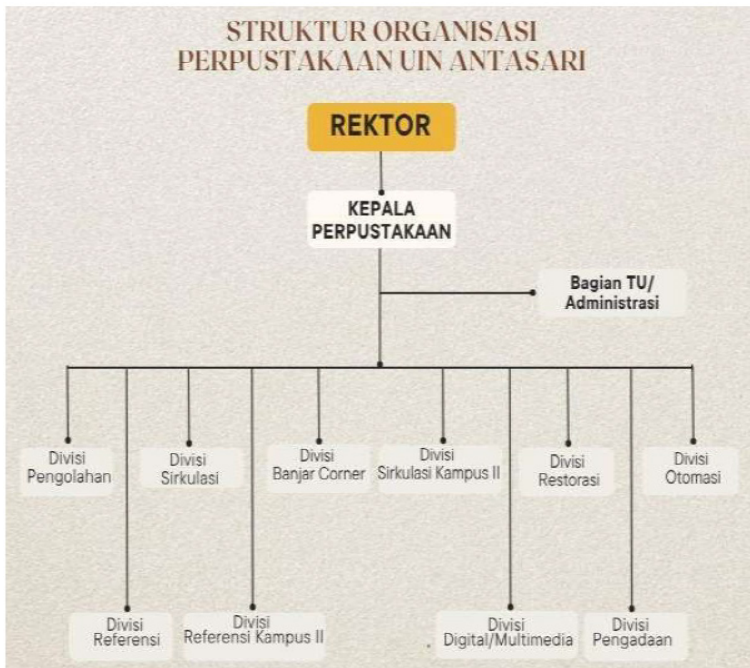 STRUKTUR ORGANISASI
PERPUSTAKAAN UIN ANTASARI
REKTOR
KEPALA
PERPUSTAKAAN
Bagian TU/
Administrasi
Divisi
Pengolahan
Divisi
Sirkulasi
Divisi
Banjar Corner
Divisi
Sirkulasi Kampus II
Divisi
Restorasi
Divisi
Otomasi
Divisi
Referensi
Divisi
Referensi Kampus II
Divisi
Digital/Multimedia
Divisi
Pengadaan